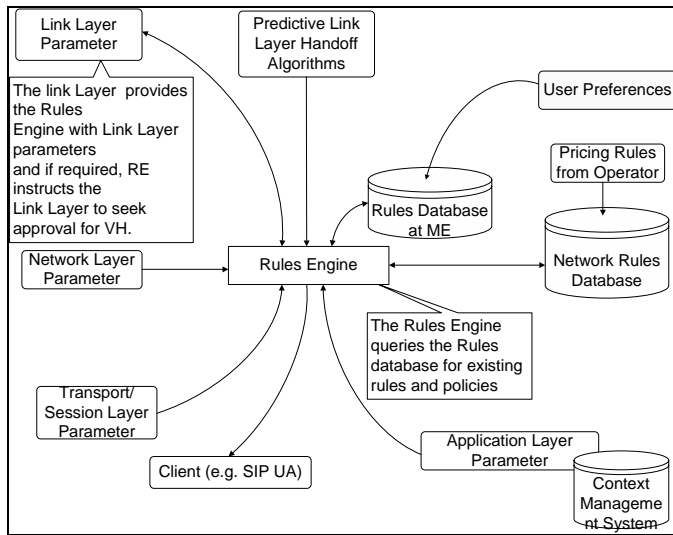 Link Layer
Parameter
Predictive Link
Layer Handoff
Algorithms
The link Layer provides
the Rules
Engine with Link Layer
parameters
and if required, RE
instructs the
Link Layer to seek
approval for VH.
User Preferences
Pricing Rules
from Operator
Rules Database
at ME
Network Rules
Database
Network Layer
Parameter
Rules Engine
The Rules Engine
queries the Rules
database for existing
rules and policies
Transport/
Session Layer
Parameter
Client (e.g. SIP UA)
Application Layer
Parameter
Context
Manageme
nt System